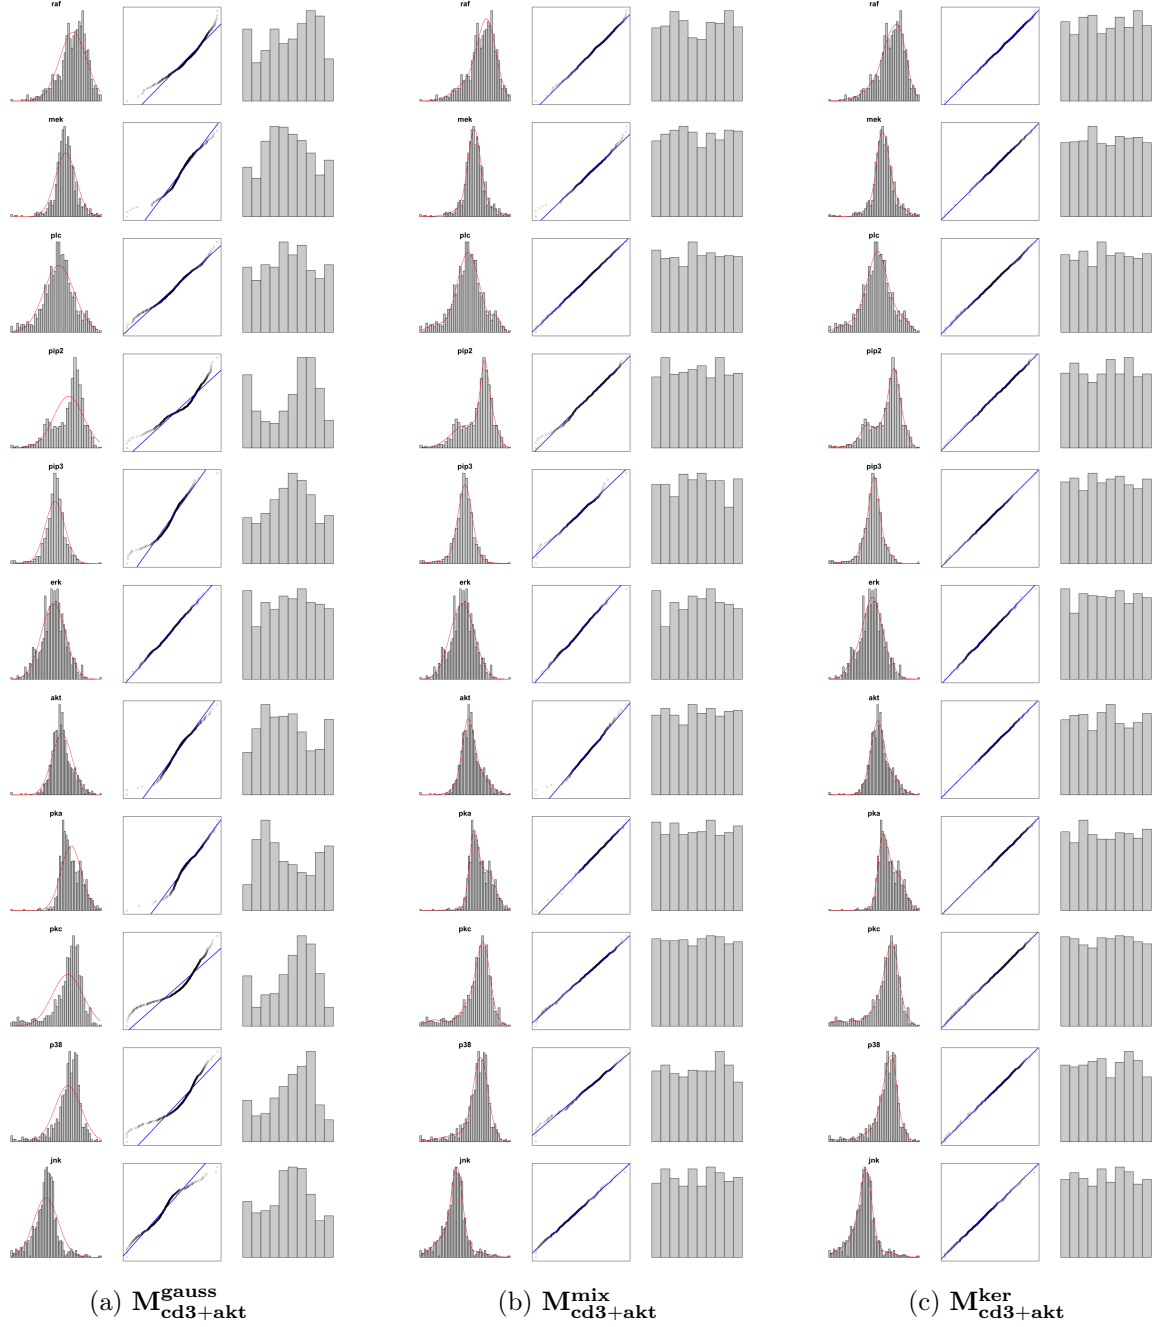 raf raf raf
mek mek mek
plc plc plc
pip2 pip2 pip2
pip3 pip3 pip3
erk erk erk
akt akt akt
pka pka pka
pkc pkc pkc
p38 p38 p38
jnk jnk jnk
(a) M^gauss_cd3+akt (b) M^mix_cd3+akt (c) M^ker_cd3+akt